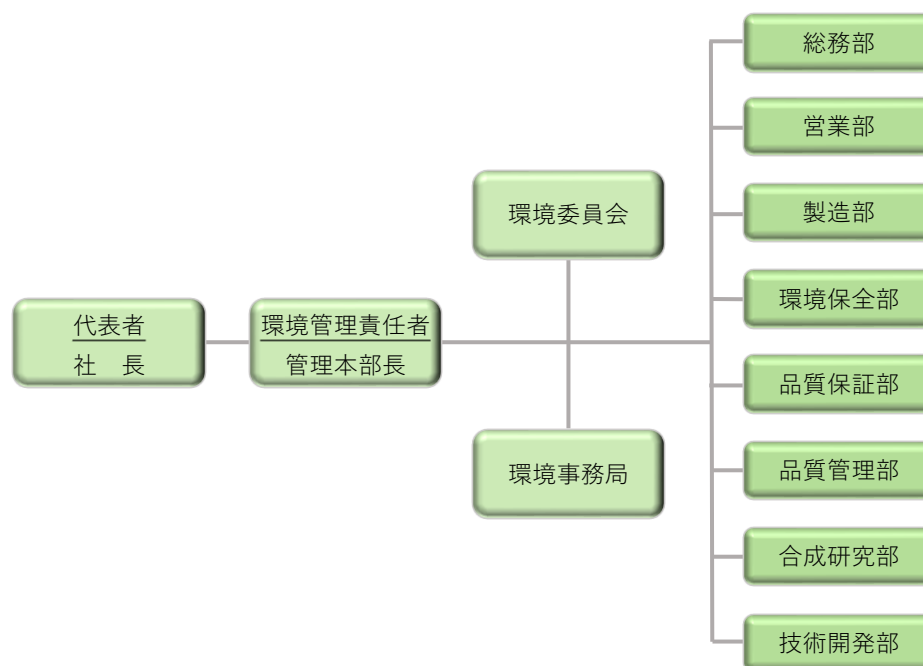 代表者
社　長
環境管理責任者
管理本部長
環境委員会
環境事務局
総務部
営業部
製造部
環境保全部
品質保証部
品質管理部
合成研究部
技術開発部